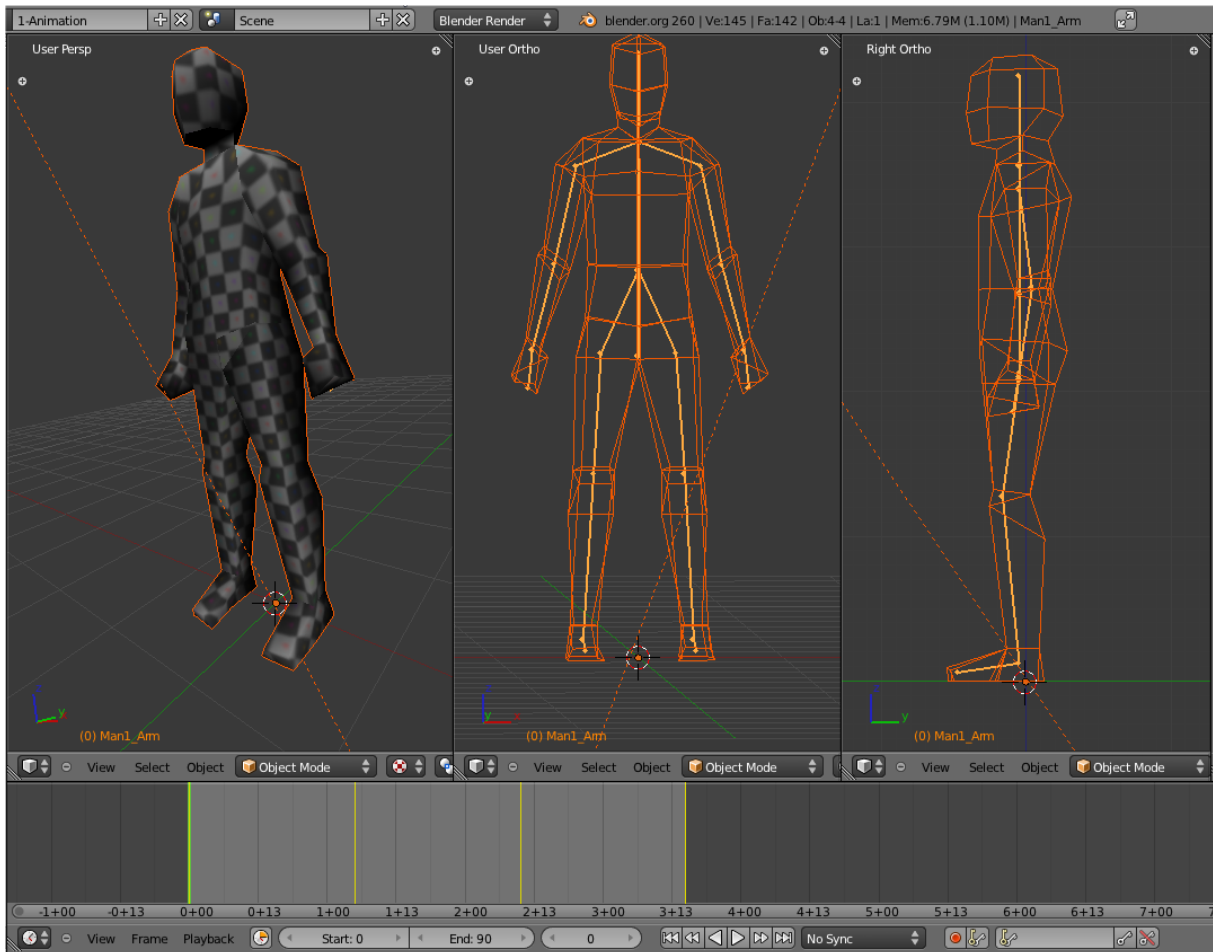 1-Animation Scene Blender Render blender.org 260 | Ve:145 | Fa:142 | Ob:4-4 | La:1 | Mem:6.79M (1.10M) | Man1_Arm
User Persp User Ortho Right Ortho
z y z y x z y
(0) Man1_Arm (0) Man1_Arm (0) Man1_Arm
View Select Object Object Mode View Select Object Object Mode View Select Object Object Mode
-1+00 -0+13 0+00 0+13 1+00 1+13 2+00 2+13 3+00 3+13 4+00 4+13 5+00 5+13 6+00 6+13 7+00 7
View Frame Playback Start: 0 End: 90 0 No Sync